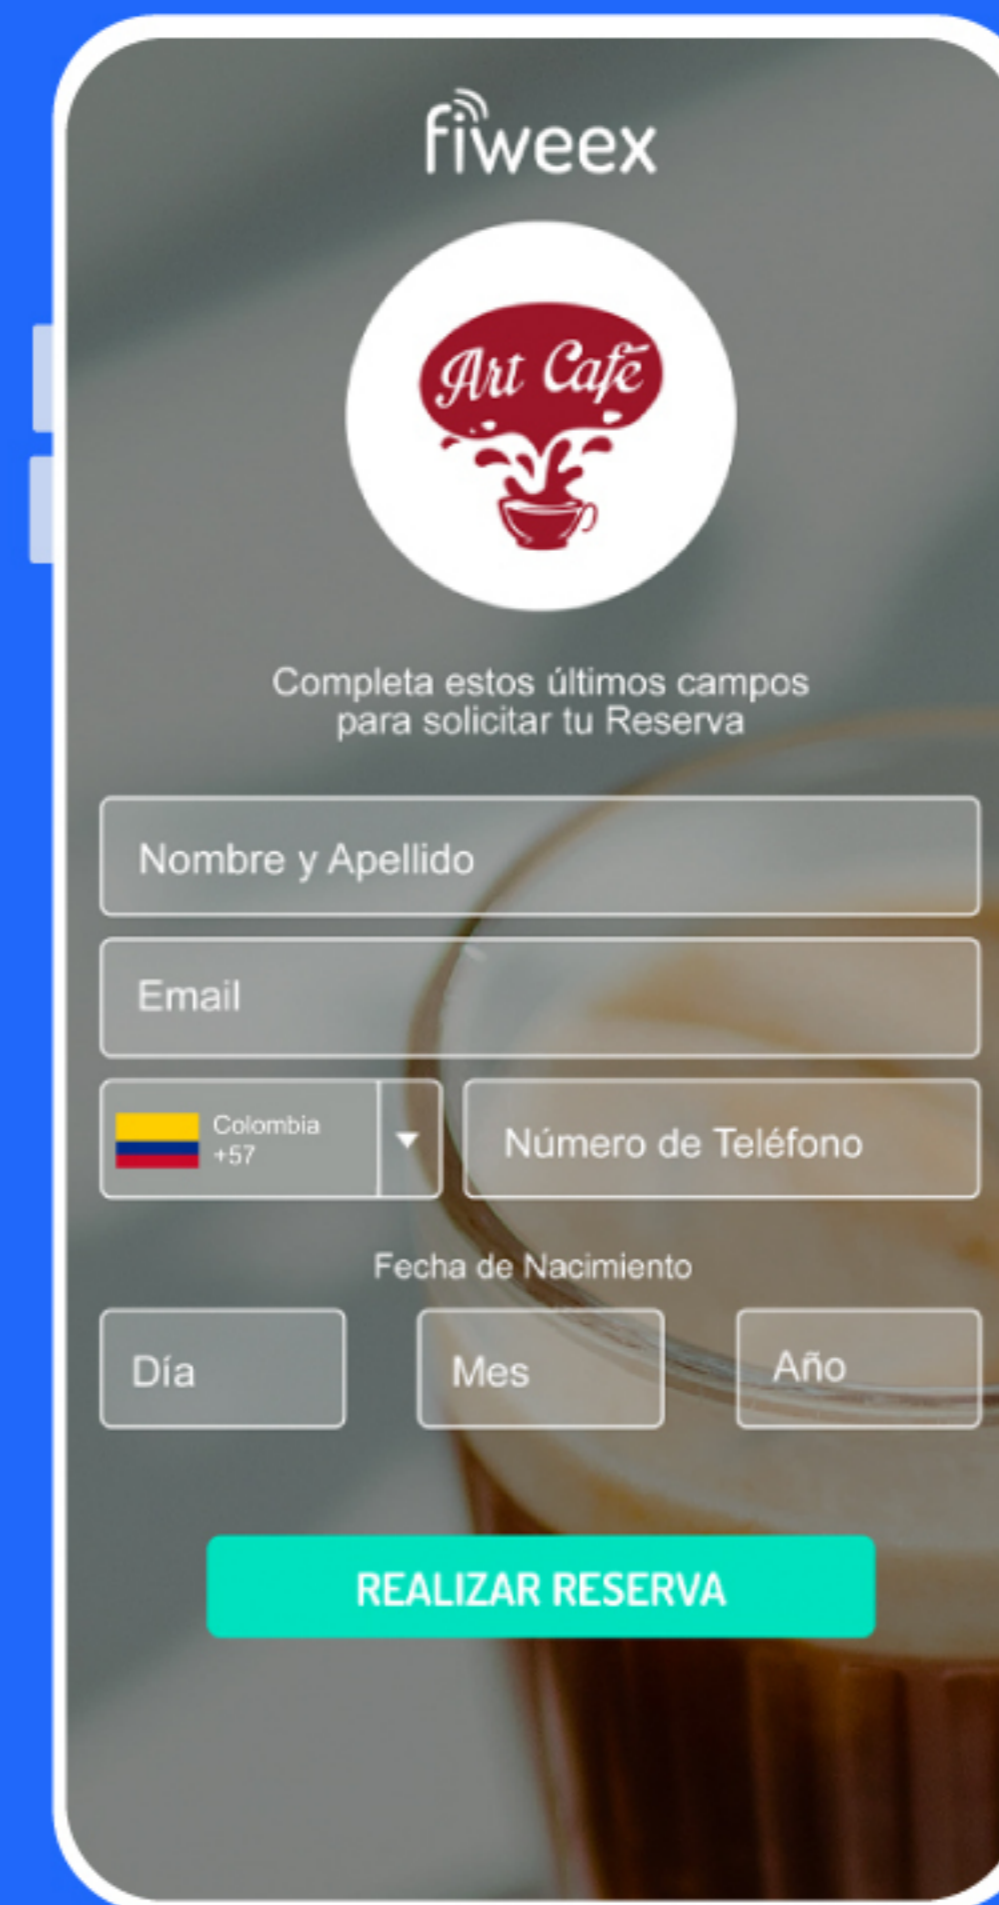 fiweex
Art Café
Completa estos últimos campos
para solicitar tu Reserva
Nombre y Apellido
Email
Colombia
+57
Número de Teléfono
Fecha de Nacimiento
Día
Mes
Año
REALIZAR RESERVA